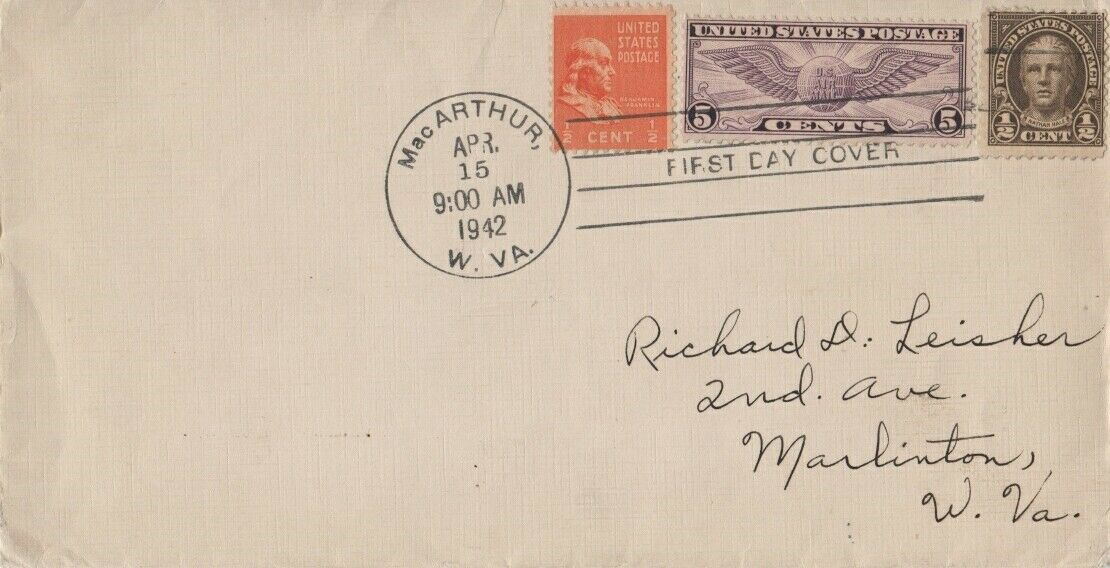 UNITED
STATES
POSTAGE
BENJAMIN
FRANKLIN
1/2 CENT 1/2
UNITED STATES POSTAGE
U.S.
AIR
MAIL
5 CENTS 5
UNITED STATES POSTAGE
NATHAN HALE
1/2 CENT 1/2
MacARTHUR,
APR.
15
9:00 AM
1942
W. VA.
FIRST DAY COVER
Richard D. Leisher
2nd. Ave.
Marlinton,
W. Va.